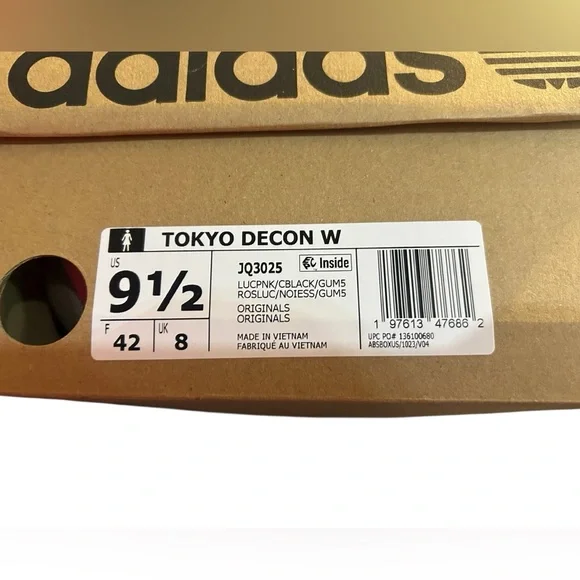 adidas
TOKYO DECON W
US
9½
F
42
UK
8
JQ3025
Inside
LUCPNK/CBLACK/GUM5
ROSLUC/NOIESS/GUM5
ORIGINALS
ORIGINALS
MADE IN VIETNAM
FABRIQUÉ AU VIETNAM
1 97613 47686 2
UPC PO# 136100680
ABSBOXUS/1023/V04